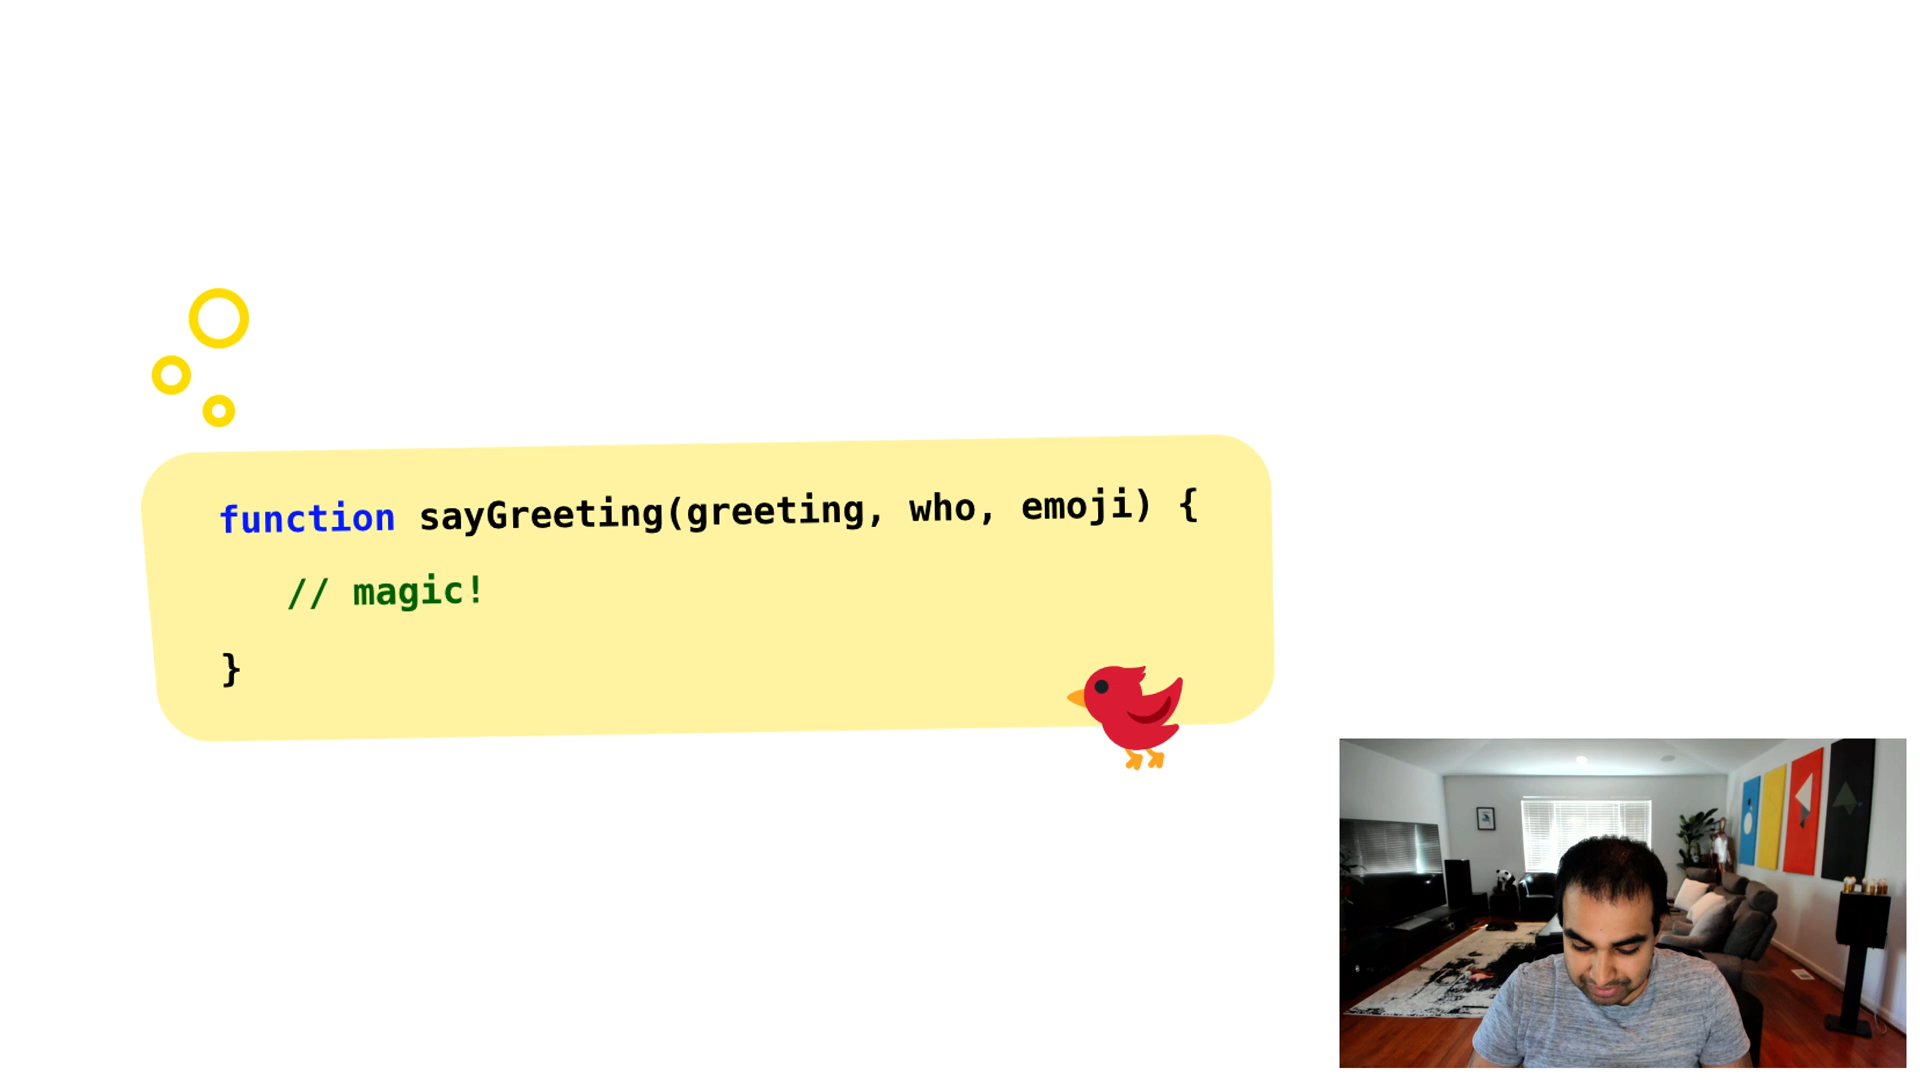 function sayGreeting(greeting, who, emoji) {
// magic!
}